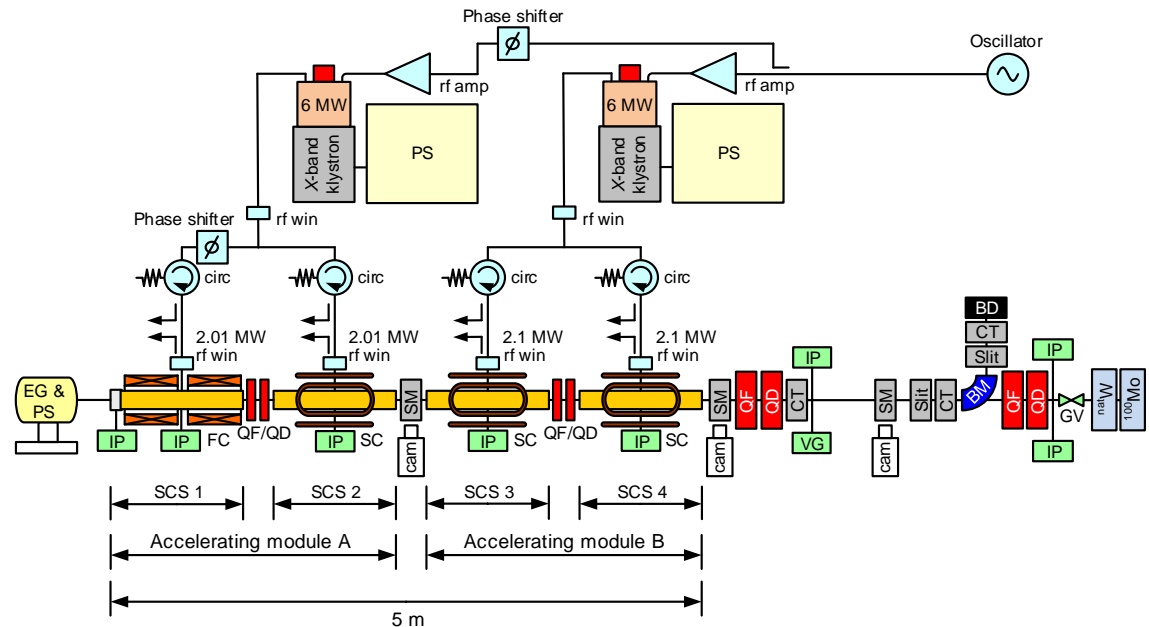 Phase shifter
Oscillator
ϕ
rf amp
rf amp
6 MW
6 MW
X-band
klystron
PS
X-band
klystron
PS
rf win
rf win
Phase shifter
ϕ
circ
circ
circ
circ
2.01 MW
rf win
2.01 MW
rf win
2.1 MW
rf win
2.1 MW
rf win
BD
CT
Slit
BM
EG &
PS
IP
IP
FC
QF/QD
IP
SC
SM
cam
IP
SC
QF/QD
IP
SC
SM
cam
QF
QD
CT
IP
VG
SM
cam
Slit
CT
QF
QD
IP
IP
GV
natW
100Mo
SCS 1
SCS 2
SCS 3
SCS 4
Accelerating module A
Accelerating module B
5 m